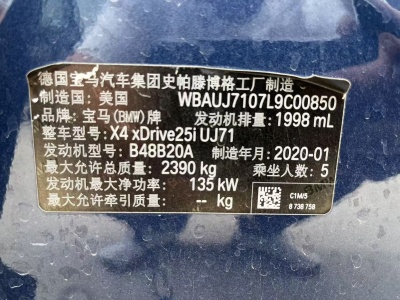 德国宝马汽车集团史帕滕博格工厂制造
制造国: 美国 WBAUJ7107L9C00850
品牌: 宝马(BMW)牌 发动机排量: 1998 mL
整车型号: X4 xDrive25i UJ71
发动机型号: B48B20A 制造年月: 2020-01
最大允许总质量: 2390 kg 乘坐人数: 5
发动机最大净功率: 135 kW
最大允许牵引质量: -- kg
C1M/5
8 738 758